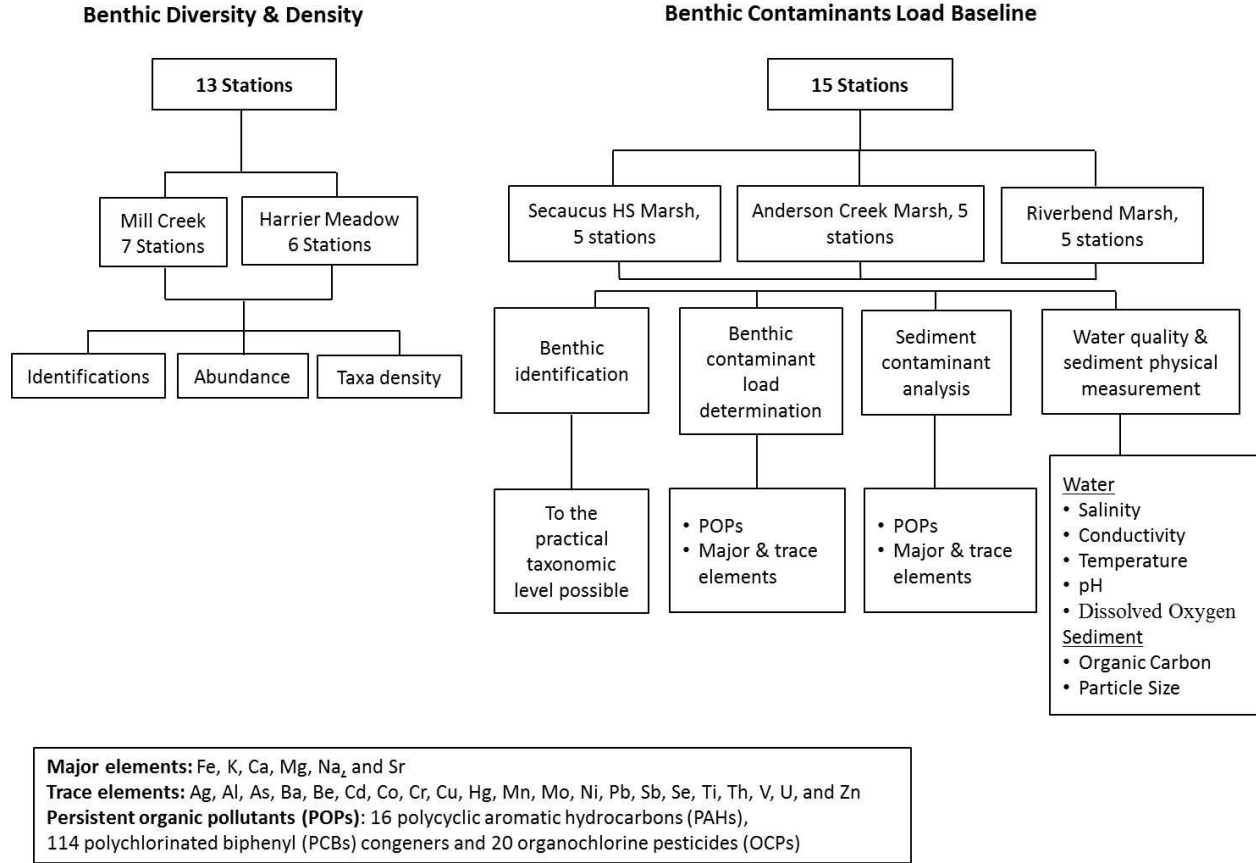 Benthic Diversity & Density
Benthic Contaminants Load Baseline
13 Stations
Mill Creek
7 Stations
Harrier Meadow
6 Stations
Identifications
Abundance
Taxa density
15 Stations
Secaucus HS Marsh,
5 stations
Anderson Creek Marsh, 5
stations
Riverbend Marsh,
5 stations
Benthic
identification
Benthic
contaminant
load
determination
Sediment
contaminant
analysis
Water quality &
sediment physical
measurement
To the
practical
taxonomic
level possible
• POPs
• Major & trace
elements
• POPs
• Major & trace
elements
Water
• Salinity
• Conductivity
• Temperature
• pH
• Dissolved Oxygen
Sediment
• Organic Carbon
• Particle Size
Major elements: Fe, K, Ca, Mg, Na, and Sr
Trace elements: Ag, Al, As, Ba, Be, Cd, Co, Cr, Cu, Hg, Mn, Mo, Ni, Pb, Sb, Se, Ti, Th, V, U, and Zn
Persistent organic pollutants (POPs): 16 polycyclic aromatic hydrocarbons (PAHs),
114 polychlorinated biphenyl (PCBs) congeners and 20 organochlorine pesticides (OCPs)